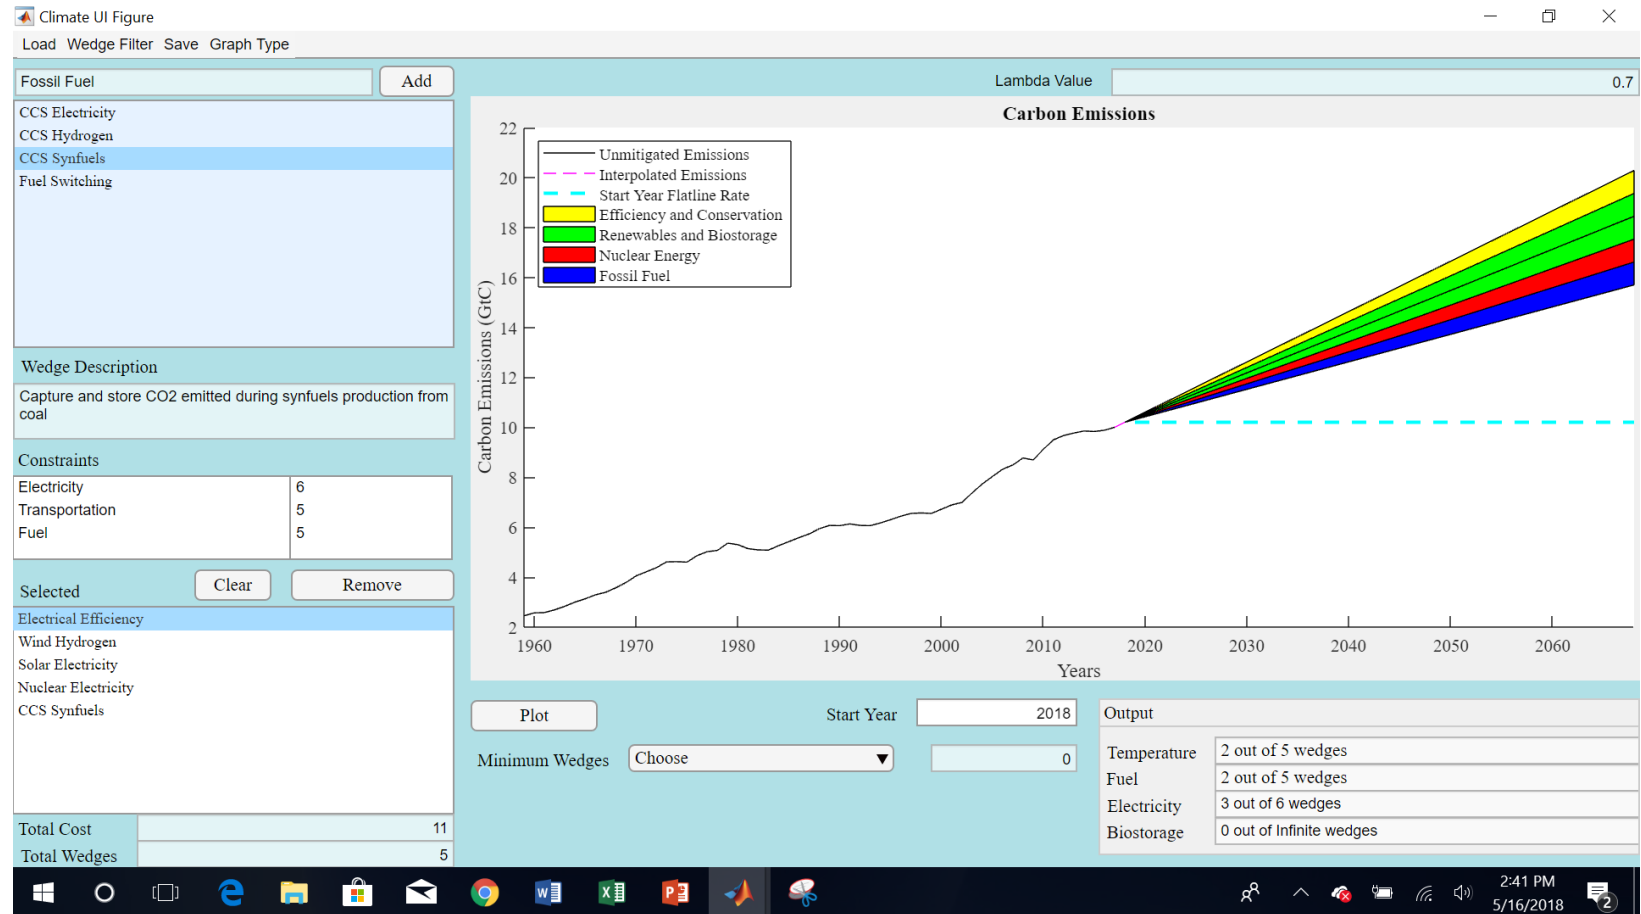 Climate UI Figure
Load Wedge Filter Save Graph Type
Fossil Fuel
Add
CCS Electricity
CCS Hydrogen
CCS Synfuels
Fuel Switching
Wedge Description
Capture and store CO2 emitted during synfuels production from
coal
Constraints
Electricity 6
Transportation 5
Fuel 5
Selected
Clear
Remove
Electrical Efficiency
Wind Hydrogen
Solar Electricity
Nuclear Electricity
CCS Synfuels
Total Cost 11
Total Wedges 5
Lambda Value 0.7
Carbon Emissions
Unmitigated Emissions
Interpolated Emissions
Start Year Flatline Rate
Efficiency and Conservation
Renewables and Biostorage
Nuclear Energy
Fossil Fuel
Carbon Emissions (GtC)
22
20
18
16
14
12
10
8
6
4
2
1960 1970 1980 1990 2000 2010 2020 2030 2040 2050 2060
Years
Plot
Start Year 2018
Minimum Wedges Choose 0
Output
Temperature 2 out of 5 wedges
Fuel 2 out of 5 wedges
Electricity 3 out of 6 wedges
Biostorage 0 out of Infinite wedges
2:41 PM
5/16/2018
2